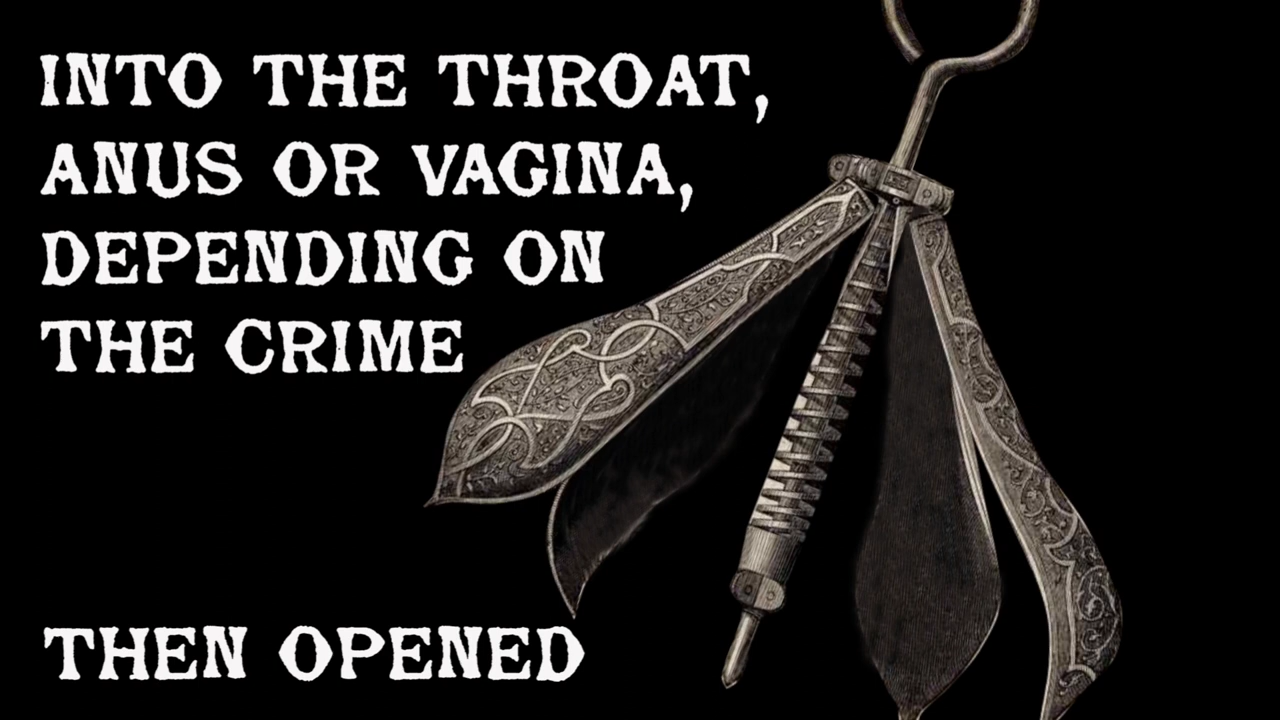 INTO THE THROAT,
ANUS OR VAGINA,
DEPENDING ON
THE CRIME
THEN OPENED